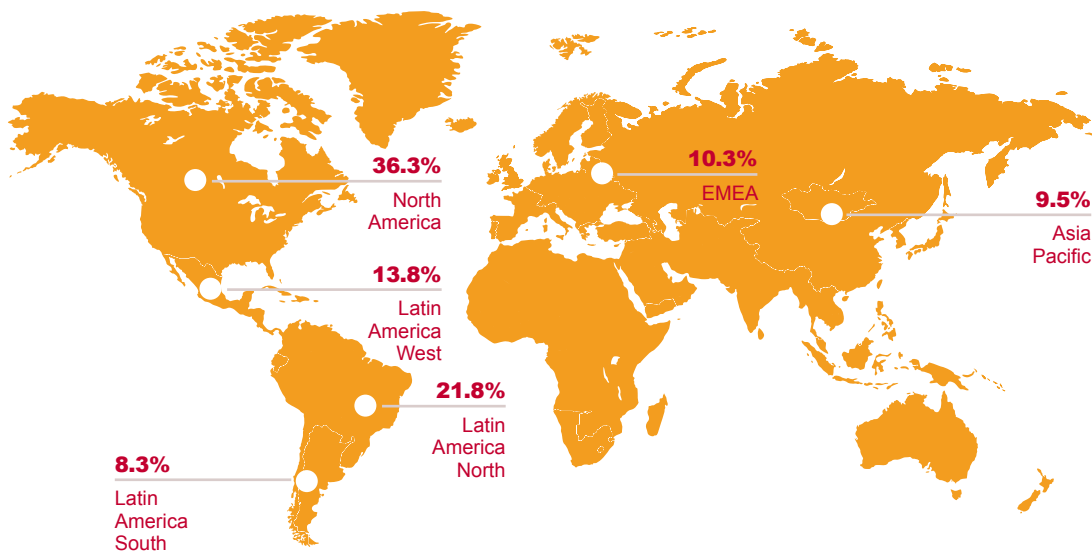 36.3%
North
America
10.3%
EMEA
9.5%
Asia
Pacific
13.8%
Latin
America
West
21.8%
Latin
America
North
8.3%
Latin
America
South